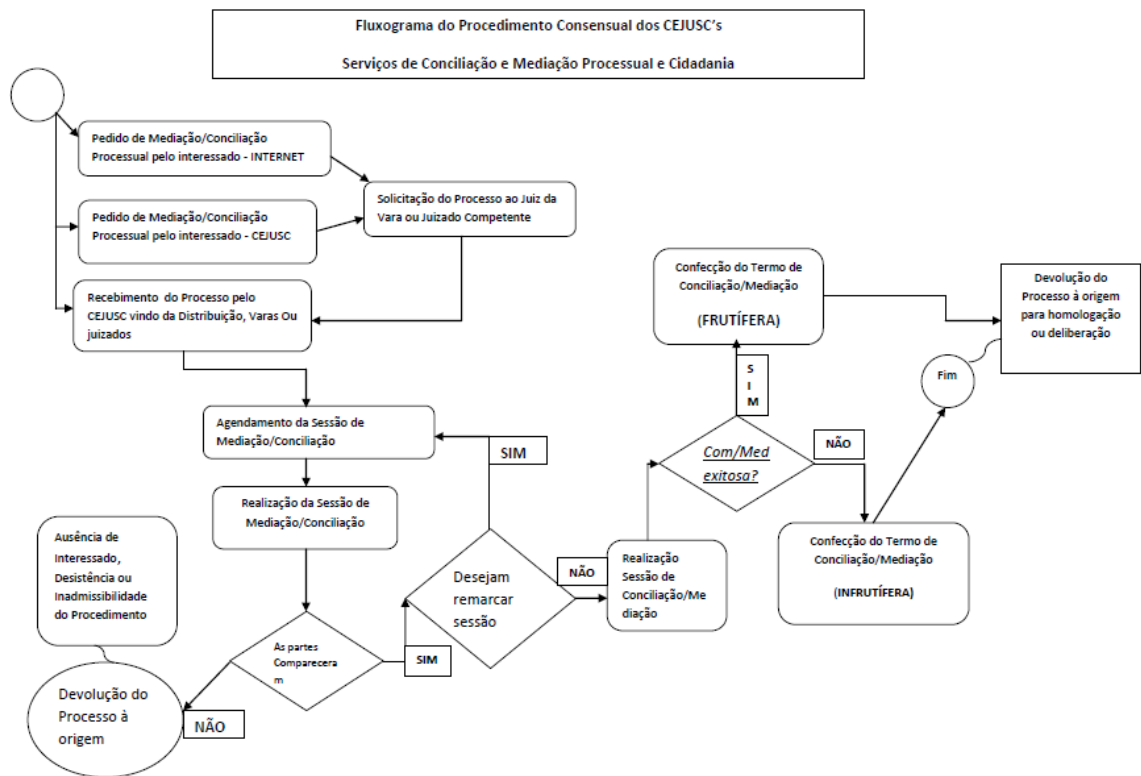 Fluxograma do Procedimento Consensual dos CEJUSC's
Serviços de Conciliação e Mediação Processual e Cidadania
Pedido de Mediação/Conciliação
Processual pelo interessado - INTERNET
Pedido de Mediação/Conciliação
Processual pelo interessado - CEJUSC
Solicitação do Processo ao Juiz da
Vara ou Juizado Competente
Recebimento do Processo pelo
CEJUSC vindo da Distribuição, Varas Ou
juizados
Agendamento da Sessão de
Mediação/Conciliação
Realização da Sessão de
Mediação/Conciliação
As partes
Comparecera
m
NÃO
Ausência de
Interessado,
Desistência ou
Inadmissibilidade
do Procedimento
Devolução do
Processo à
origem
SIM
Desejam
remarcar
sessão
SIM
NÃO
Realização
Sessão de
Conciliação/Me
diação
Com/Med
exitosa?
S
I
M
Confecção do Termo de
Conciliação/Mediação
(FRUTÍFERA)
NÃO
Confecção do Termo de
Conciliação/Mediação
(INFRUTÍFERA)
Fim
Devolução do
Processo à origem
para homologação
ou deliberação